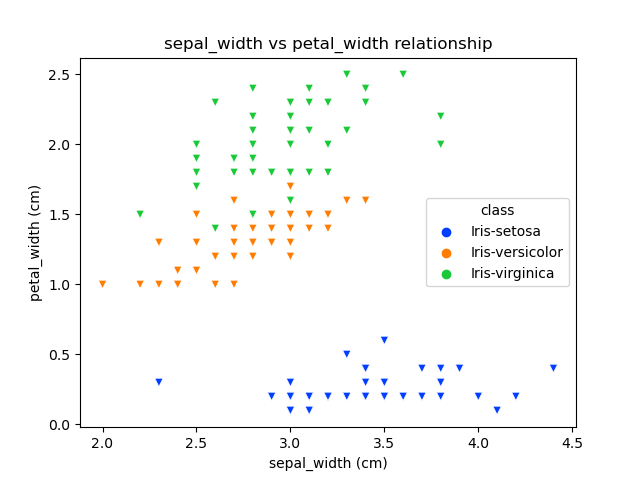 sepal_width vs petal_width relationship
petal_width (cm)
2.5
2.0
1.5
1.0
0.5
0.0
class
Iris-setosa
Iris-versicolor
Iris-virginica
2.0 2.5 3.0 3.5 4.0 4.5
sepal_width (cm)